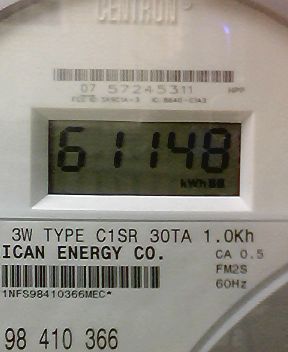 CENTRON®
07 57245311 HPP
61148
kWh
3W TYPE C1SR 30TA 1.0Kh
ICAN ENERGY CO. CA 0.5
FM2S
1NFS98410366MEC* 60Hz
98 410 366